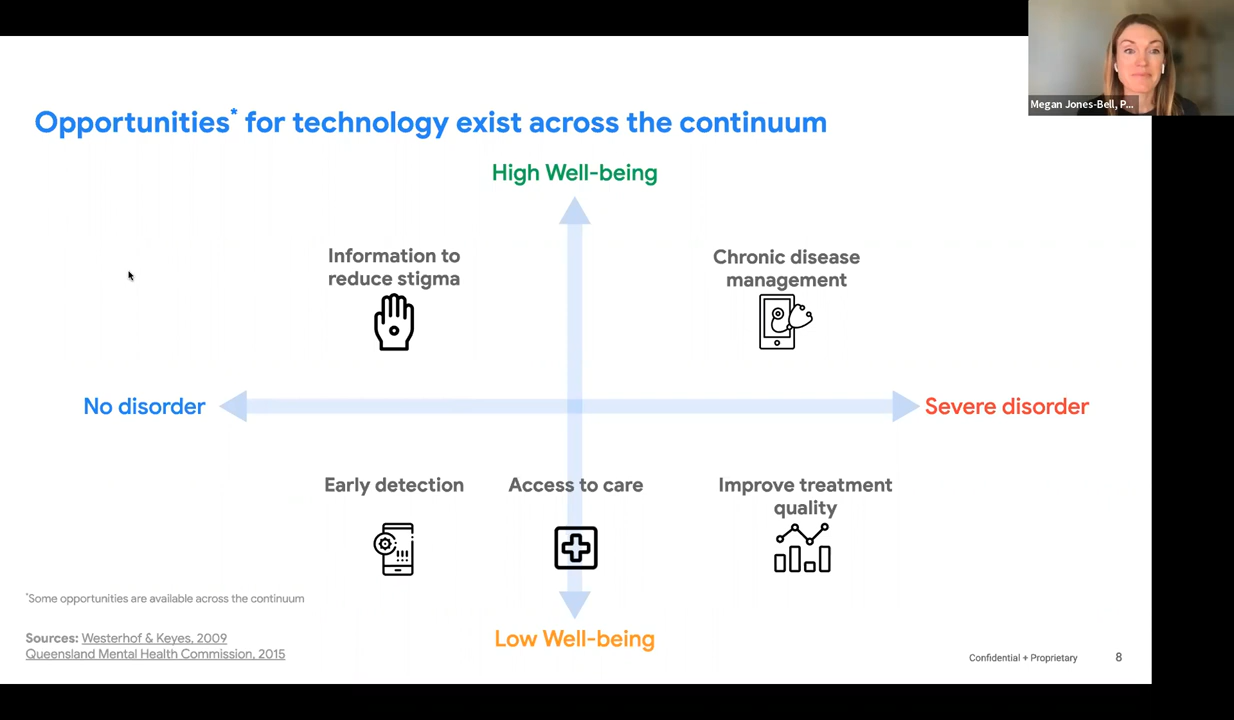 Megan Jones-Bell, P...
Opportunities* for technology exist across the continuum
High Well-being
Information to
reduce stigma
Chronic disease
management
No disorder
Severe disorder
Early detection
Access to care
Improve treatment
quality
*Some opportunities are available across the continuum
Low Well-being
Sources: Westerhof & Keyes, 2009
Queensland Mental Health Commission, 2015
Confidential + Proprietary
8